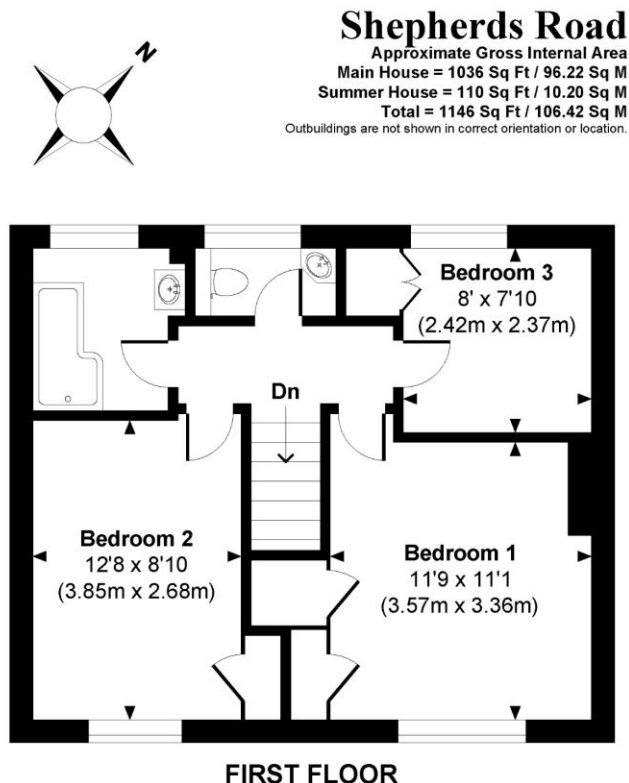 Shepherds Road
Approximate Gross Internal Area
Main House = 1036 Sq Ft / 96.22 Sq M
Summer House = 110 Sq Ft / 10.20 Sq M
Total = 1146 Sq Ft / 106.42 Sq M
Outbuildings are not shown in correct orientation or location.
N
Bedroom 3
8' x 7'10
(2.42m x 2.37m)
Dn
Bedroom 2
12'8 x 8'10
(3.85m x 2.68m)
Bedroom 1
11'9 x 11'1
(3.57m x 3.36m)
FIRST FLOOR